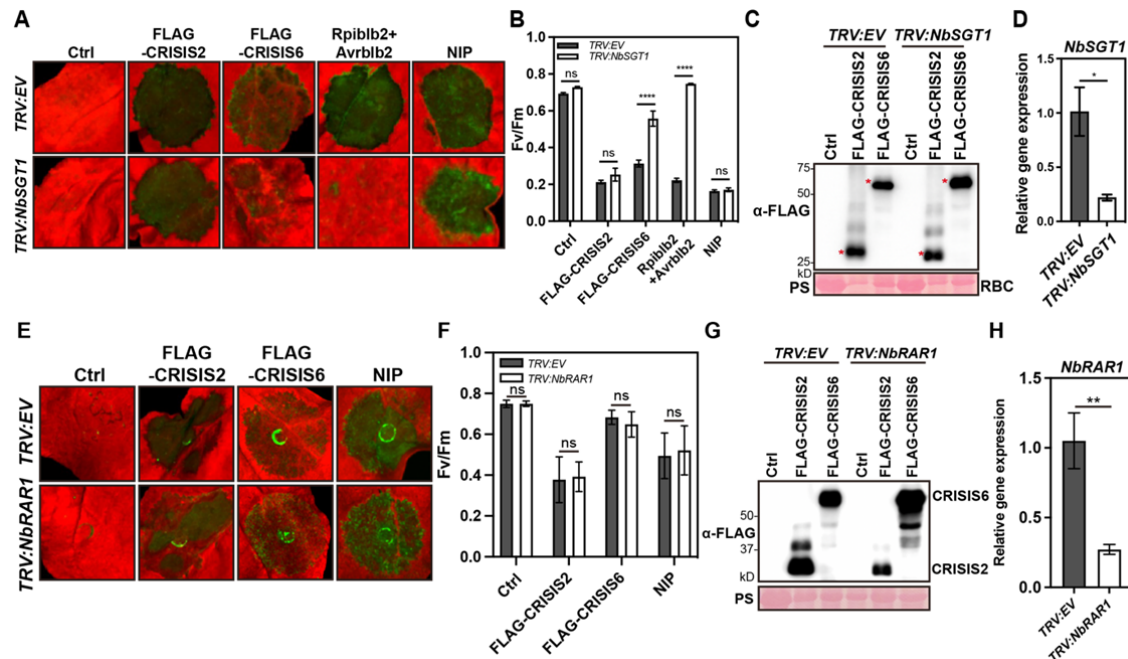 A
Ctrl
FLAG
-CRISIS2
FLAG
-CRISIS6
Rpiblb2+
Avrblb2
NIP
TRV:EV
TRV:NbSGT1
B
TRV:EV
TRV:NbSGT1
1.0
0.8
0.6
0.4
0.2
0.0
Fv/Fm
ns
ns
****
****
ns
Ctrl
FLAG-CRISIS2
FLAG-CRISIS6
Rpiblb2
+Avrblb2
NIP
C
TRV:EV
TRV:NbSGT1
Ctrl
FLAG-CRISIS2
FLAG-CRISIS6
Ctrl
FLAG-CRISIS2
FLAG-CRISIS6
75
50
25
kD
α-FLAG
*
*
*
*
PS
RBC
D
NbSGT1
Relative gene expression
1.5
1.0
0.5
0.0
*
TRV:EV
TRV:NbSGT1
E
Ctrl
FLAG
-CRISIS2
FLAG
-CRISIS6
NIP
TRV:EV
TRV:NbRAR1
F
TRV:EV
TRV:NbRAR1
1.0
0.8
0.6
0.4
0.2
0.0
Fv/Fm
ns
ns
ns
ns
Ctrl
FLAG-CRISIS2
FLAG-CRISIS6
NIP
G
TRV:EV
TRV:NbRAR1
Ctrl
FLAG-CRISIS2
FLAG-CRISIS6
Ctrl
FLAG-CRISIS2
FLAG-CRISIS6
50
37
kD
α-FLAG
CRISIS6
CRISIS2
PS
H
NbRAR1
Relative gene expression
1.5
1.0
0.5
0.0
**
TRV:EV
TRV:NbRAR1